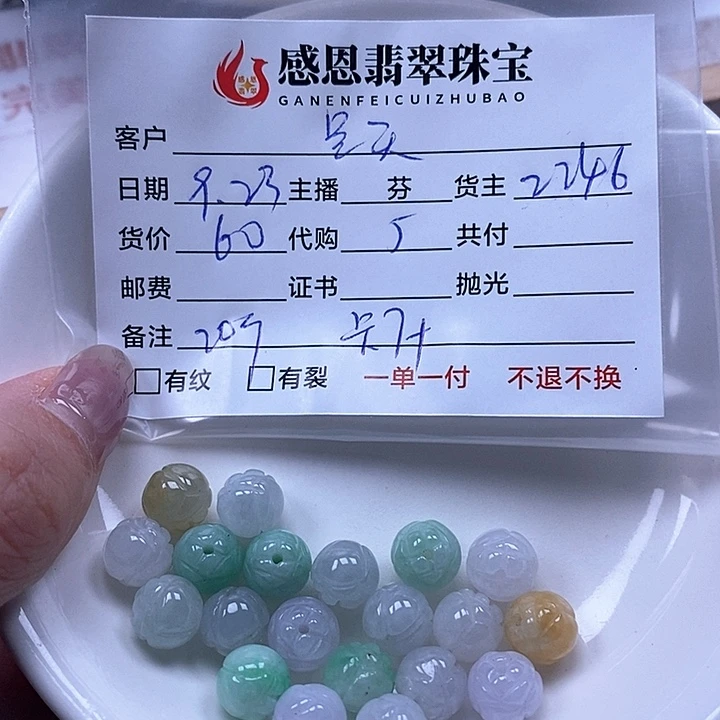 感恩翡翠珠宝
GANENFEICUIZHUBAO
客户
日期 9.23 主播 芬 货主 2246
货价 60 代购 5 共付
邮费 证书 抛光
备注 20
有纹 有裂 一单一付 不退不换